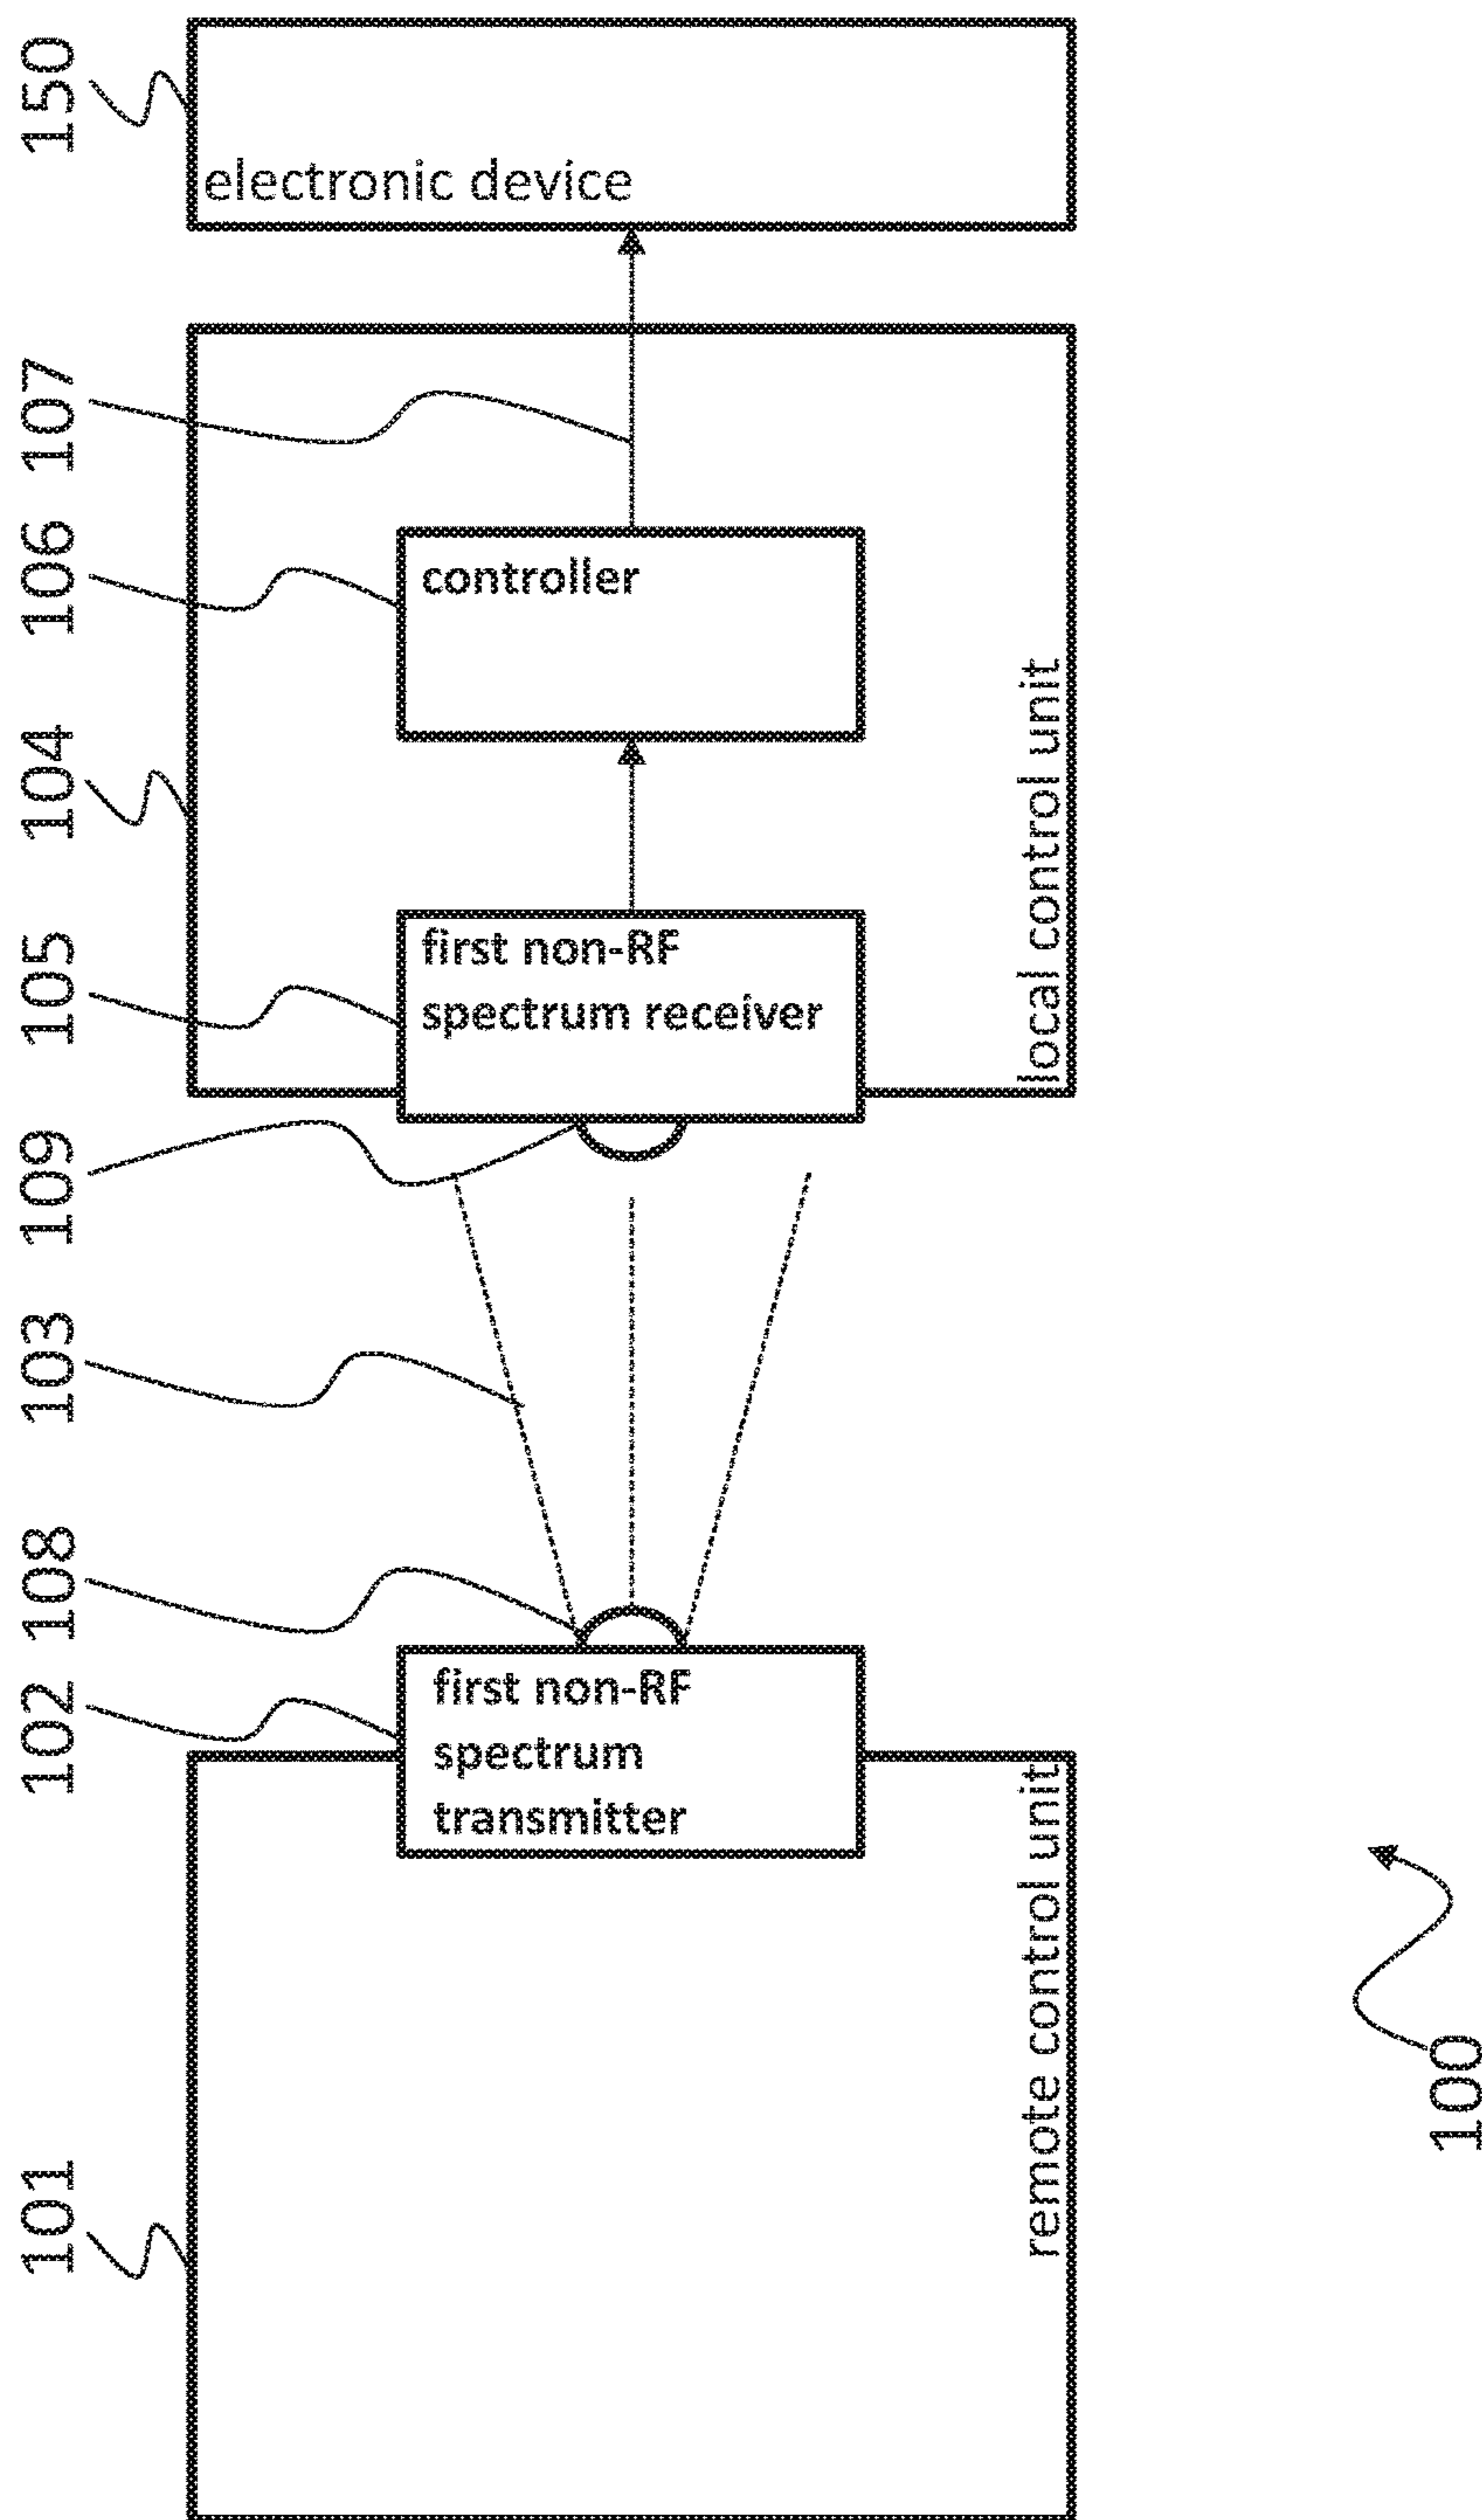 150
electronic device
107
106
controller
104
local control unit
105
first non-RF
spectrum receiver
109
103
108
102
first non-RF
spectrum
transmitter
remote control unit
101
100